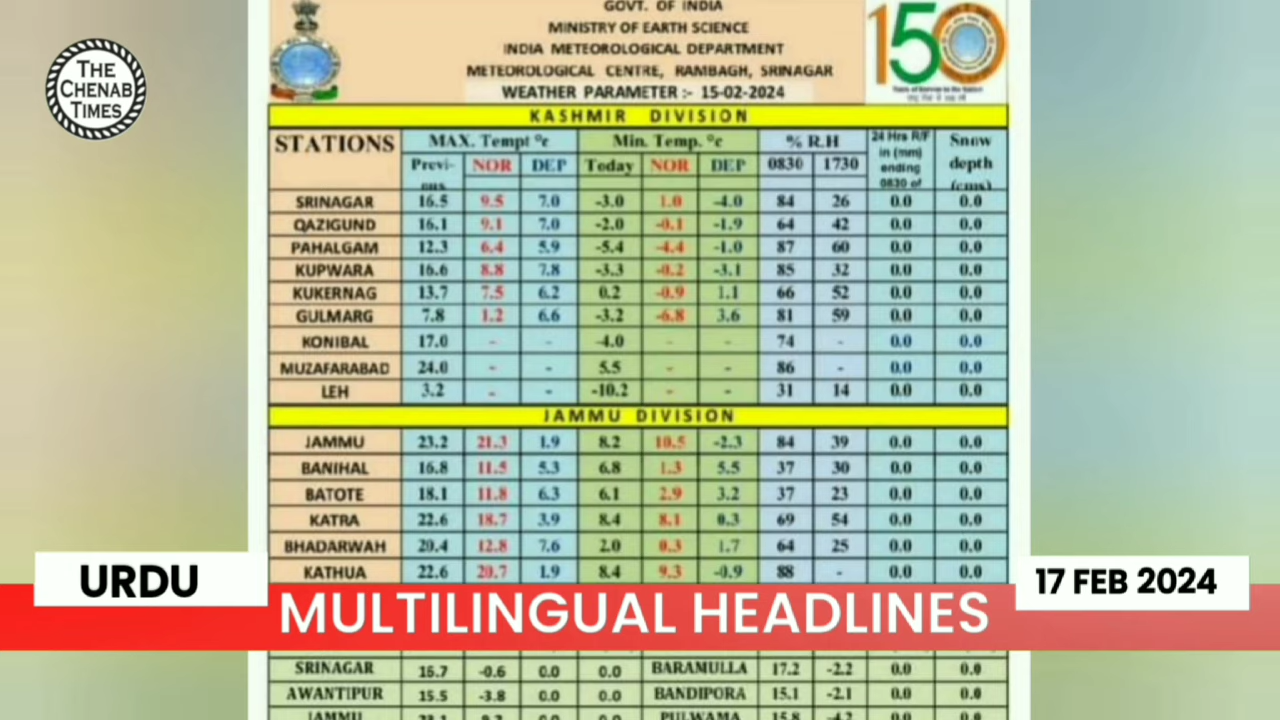 GOVT. OF INDIA
MINISTRY OF EARTH SCIENCE
INDIA METEOROLOGICAL DEPARTMENT
METEOROLOGICAL CENTRE, RAMBAGH, SRINAGAR
WEATHER PARAMETER :- 15-02-2024
150
THE
CHENAB
TIMES
KASHMIR DIVISION
STATIONS MAX. Tempt °c Min. Temp. °c % R.H 24 Hrs R/F in (mm) ending 0830 of Snow depth (cms)
Previous NOR DEP Today NOR DEP 0830 1730
SRINAGAR 16.5 9.5 7.0 -3.0 1.0 -4.0 84 26 0.0 0.0
QAZIGUND 16.1 9.1 7.0 -2.0 -0.1 -1.9 64 42 0.0 0.0
PAHALGAM 12.3 6.4 5.9 -5.4 -4.4 -1.0 87 60 0.0 0.0
KUPWARA 16.6 8.8 7.8 -3.3 -0.2 -3.1 85 32 0.0 0.0
KUKERNAG 13.7 7.5 6.2 0.2 -0.9 1.1 66 52 0.0 0.0
GULMARG 7.8 1.2 6.6 -3.2 -6.8 3.6 81 59 0.0 0.0
KONIBAL 17.0 - - -4.0 - - 74 - 0.0 0.0
MUZAFARABAD 24.0 - - 5.5 - - 86 - 0.0 0.0
LEH 3.2 - - -10.2 - - 31 14 0.0 0.0
JAMMU DIVISION
JAMMU 23.2 21.3 1.9 8.2 10.5 -2.3 84 39 0.0 0.0
BANIHAL 16.8 11.5 5.3 6.8 1.3 5.5 37 30 0.0 0.0
BATOTE 18.1 11.8 6.3 6.1 2.9 3.2 37 23 0.0 0.0
KATRA 22.6 18.7 3.9 8.4 8.1 0.3 69 54 0.0 0.0
BHADARWAH 20.4 12.8 7.6 2.0 0.3 1.7 64 25 0.0 0.0
KATHUA 22.6 20.7 1.9 8.4 9.3 -0.9 88 - 0.0 0.0
URDU
17 FEB 2024
MULTILINGUAL HEADLINES
SRINAGAR 15.7 -0.6 0.0 0.0 BARAMULLA 17.2 -2.2 0.0 0.0
AWANTIPUR 15.5 -3.8 0.0 0.0 BANDIPORA 15.1 -2.1 0.0 0.0
JAMMU PULWAMA 15.8 -4.2 0.0 0.0